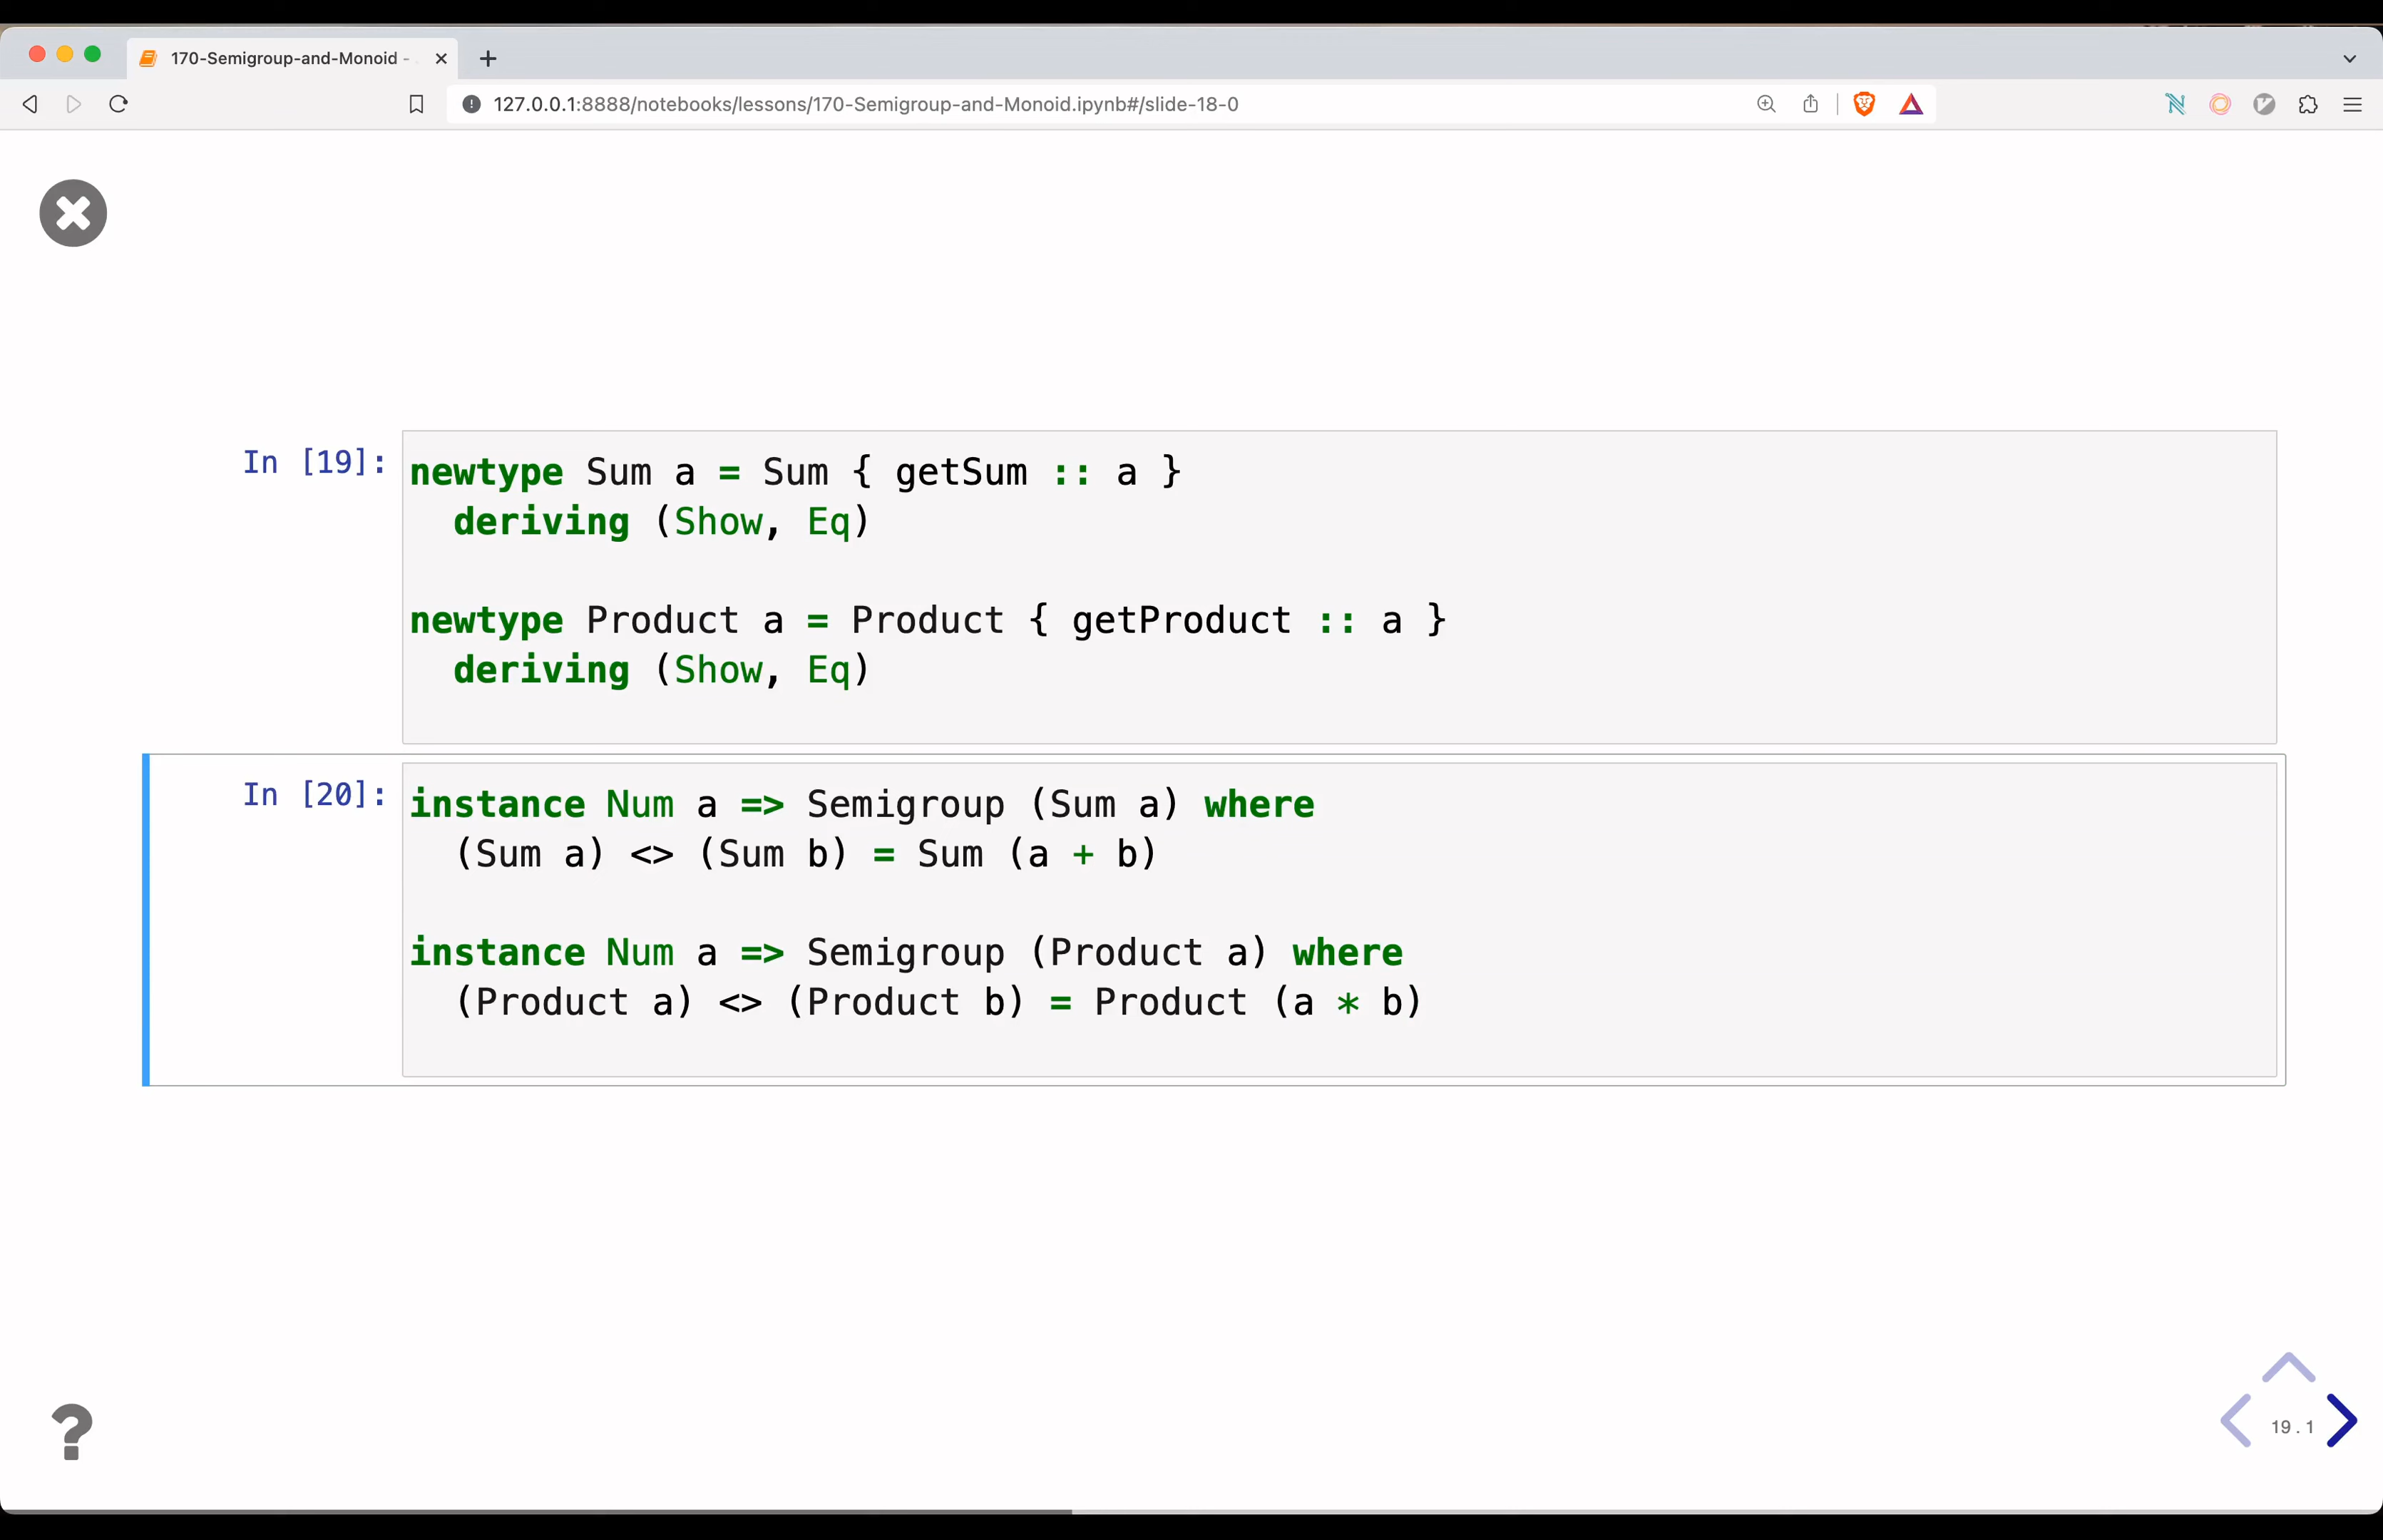 170-Semigroup-and-Monoid -
127.0.0.1:8888/notebooks/lessons/170-Semigroup-and-Monoid.ipynb#/slide-18-0
In [19]:
newtype Sum a = Sum { getSum :: a }
  deriving (Show, Eq)
newtype Product a = Product { getProduct :: a }
  deriving (Show, Eq)
In [20]:
instance Num a => Semigroup (Sum a) where
  (Sum a) <> (Sum b) = Sum (a + b)
instance Num a => Semigroup (Product a) where
  (Product a) <> (Product b) = Product (a * b)
?
19.1